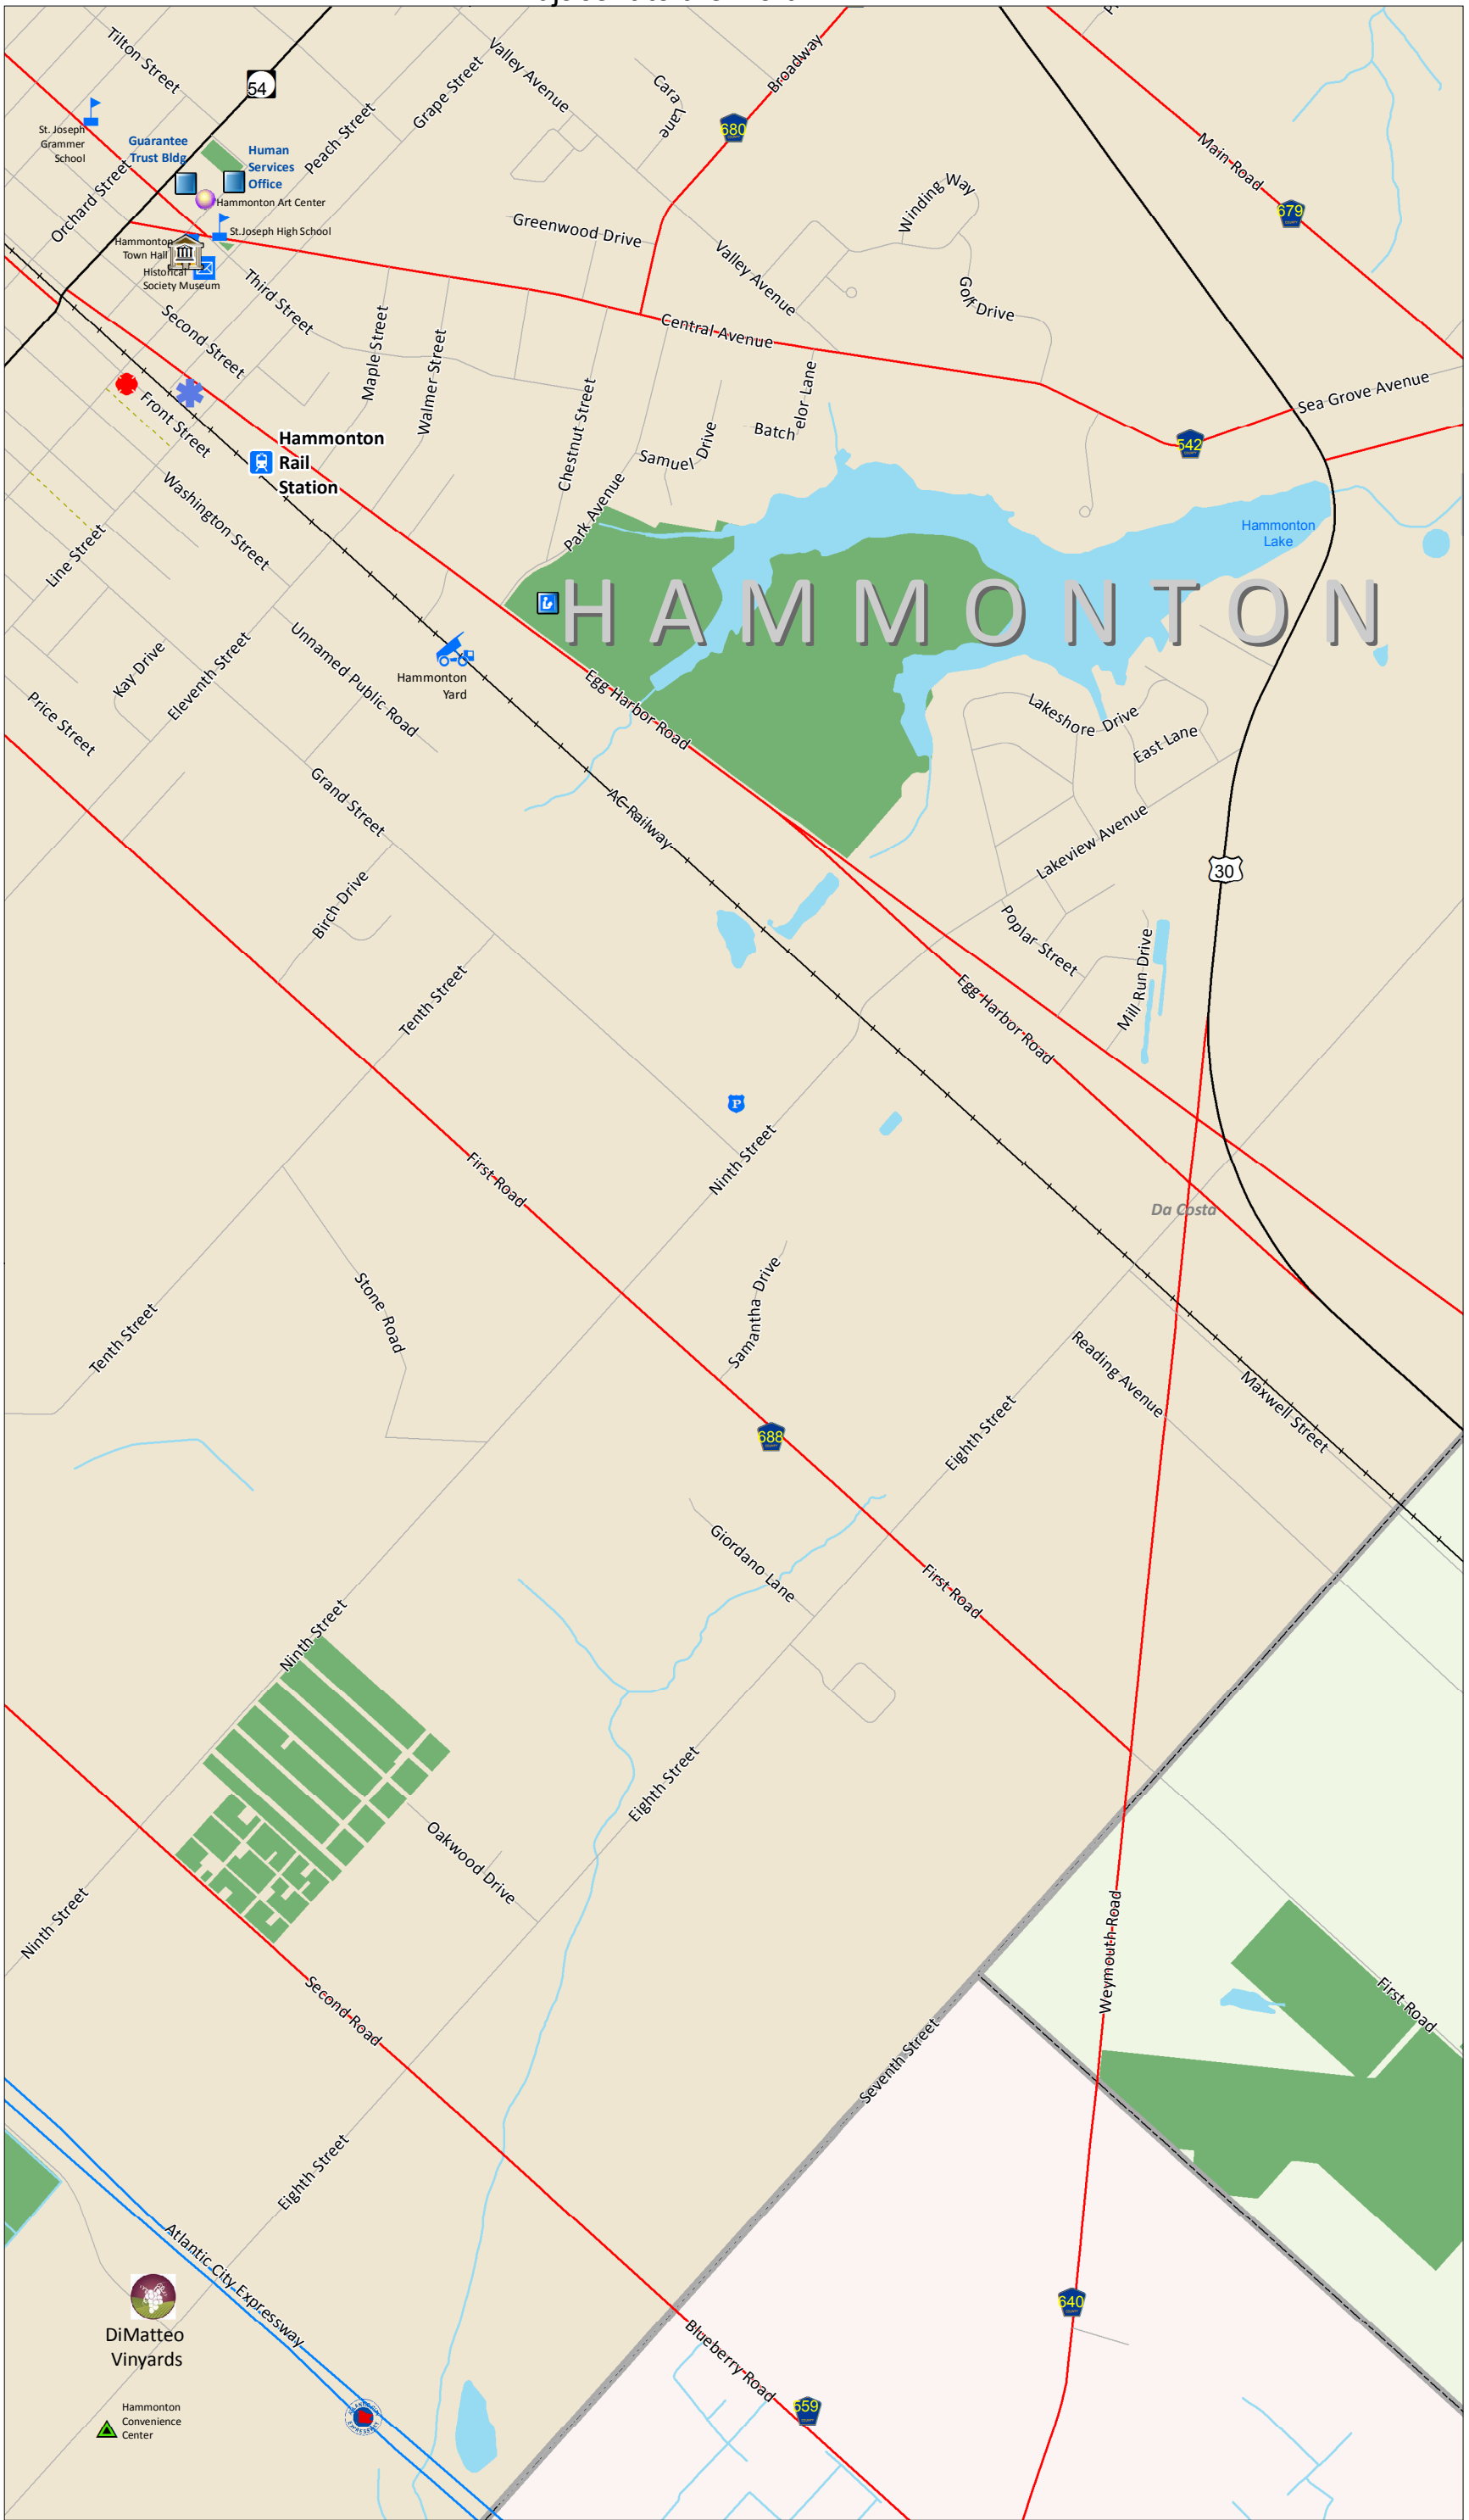 Tilton Street
54
Valley Avenue
Grape Street
Cara Lane
Broadway
680
Main Road
679
St. Joseph
Grammer
School
Guarantee
Trust Bldg
Human
Services
Office
Peach Street
Orchard Street
Hammonton Art Center
St.Joseph High School
Hammonton
Town Hall
Historical
Society Museum
Greenwood Drive
Winding Way
Valley Avenue
Golf Drive
Third Street
Second Street
Maple Street
Walmer Street
Central Avenue
Sea Grove Avenue
542
Chestnut Street
Samuel Drive
Batch
elor Lane
Front Street
Hammonton
Rail
Station
Washington Street
Line Street
Park Avenue
Hammonton
Lake
HAMMONTON
Hammonton
Yard
Kay Drive
Eleventh Street
Unnamed Public Road
Price Street
Egg Harbor Road
Lakeshore Drive
East Lane
Grand Street
AC Railway
Lakeview Avenue
30
Birch Drive
Poplar Street
Mill Run Drive
Tenth Street
Egg Harbor Road
First Road
Ninth Street
Da Costa
Stone Road
Samantha Drive
Tenth Street
Reading Avenue
Maxwell Street
688
Eighth Street
Giordano Lane
First Road
Ninth Street
Eighth Street
Oakwood Drive
Ninth Street
Weymouth Road
Second Road
First Road
Seventh Street
Eighth Street
Atlantic City Expressway
DiMatteo
Vinyards
640
Blueberry Road
559
Hammonton
Convenience
Center